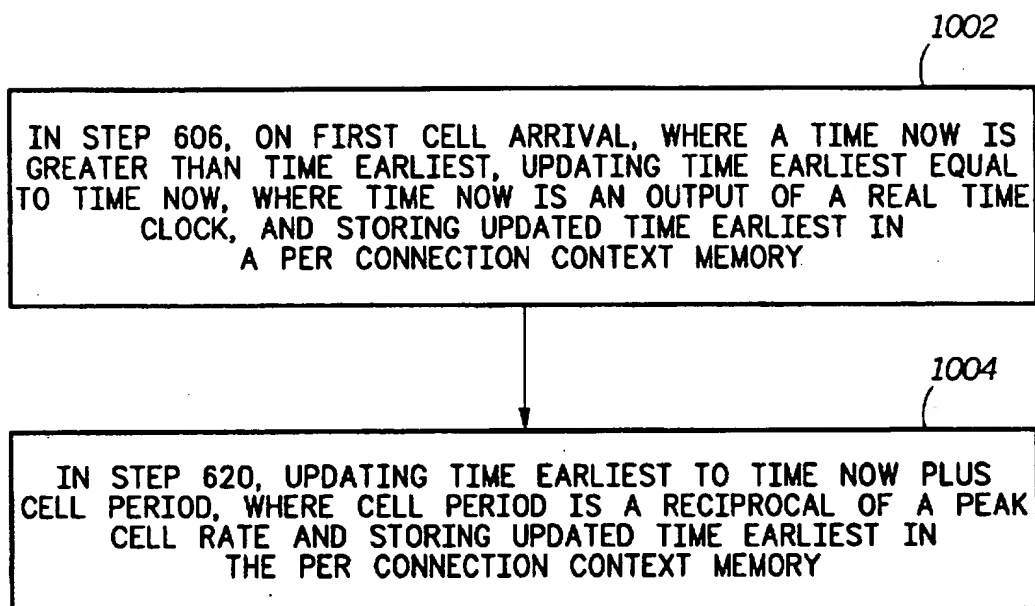 1002
IN STEP 606, ON FIRST CELL ARRIVAL, WHERE A TIME NOW IS
GREATER THAN TIME EARLIEST, UPDATING TIME EARLIEST EQUAL
TO TIME NOW, WHERE TIME NOW IS AN OUTPUT OF A REAL TIME
CLOCK, AND STORING UPDATED TIME EARLIEST IN
A PER CONNECTION CONTEXT MEMORY
1004
IN STEP 620, UPDATING TIME EARLIEST TO TIME NOW PLUS
CELL PERIOD, WHERE CELL PERIOD IS A RECIPROCAL OF A PEAK
CELL RATE AND STORING UPDATED TIME EARLIEST IN
THE PER CONNECTION CONTEXT MEMORY